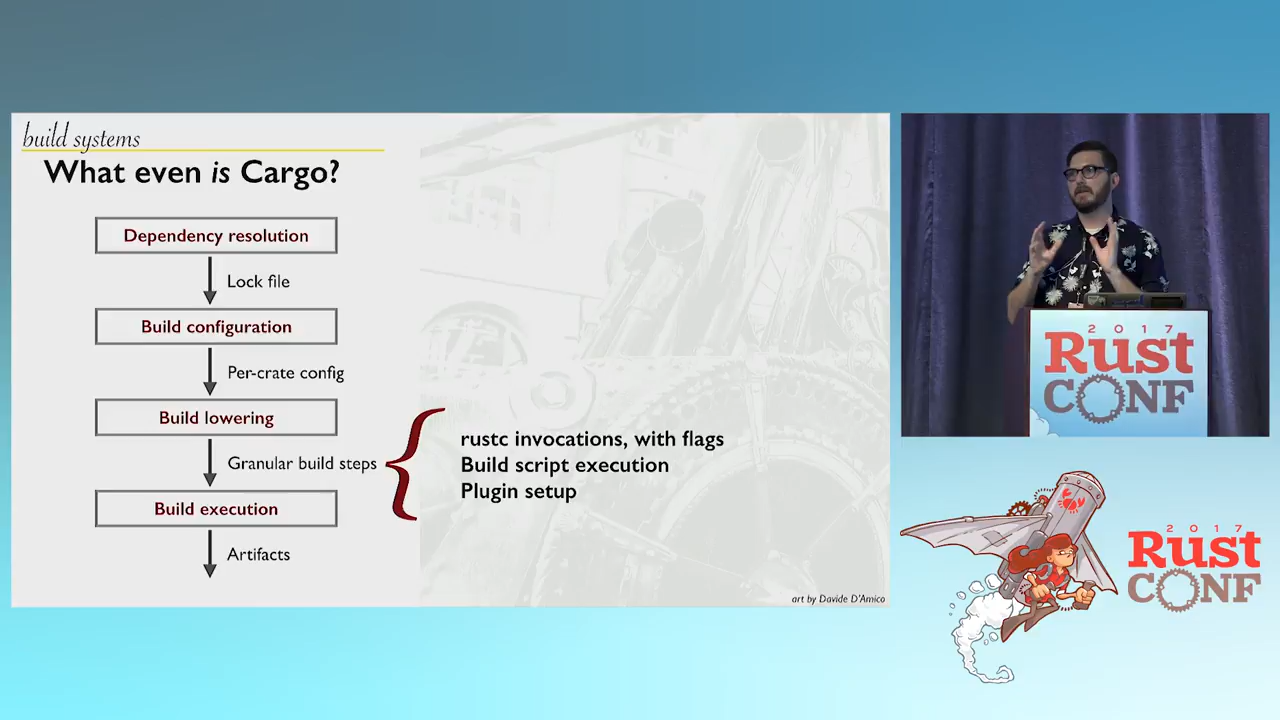 build systems
What even is Cargo?
Dependency resolution
Lock file
Build configuration
Per-crate config
Build lowering
Granular build steps
Build execution
Artifacts
rustc invocations, with flags
Build script execution
Plugin setup
art by Davide D'Amico
2017
Rust
CONF
2017
Rust
CONF